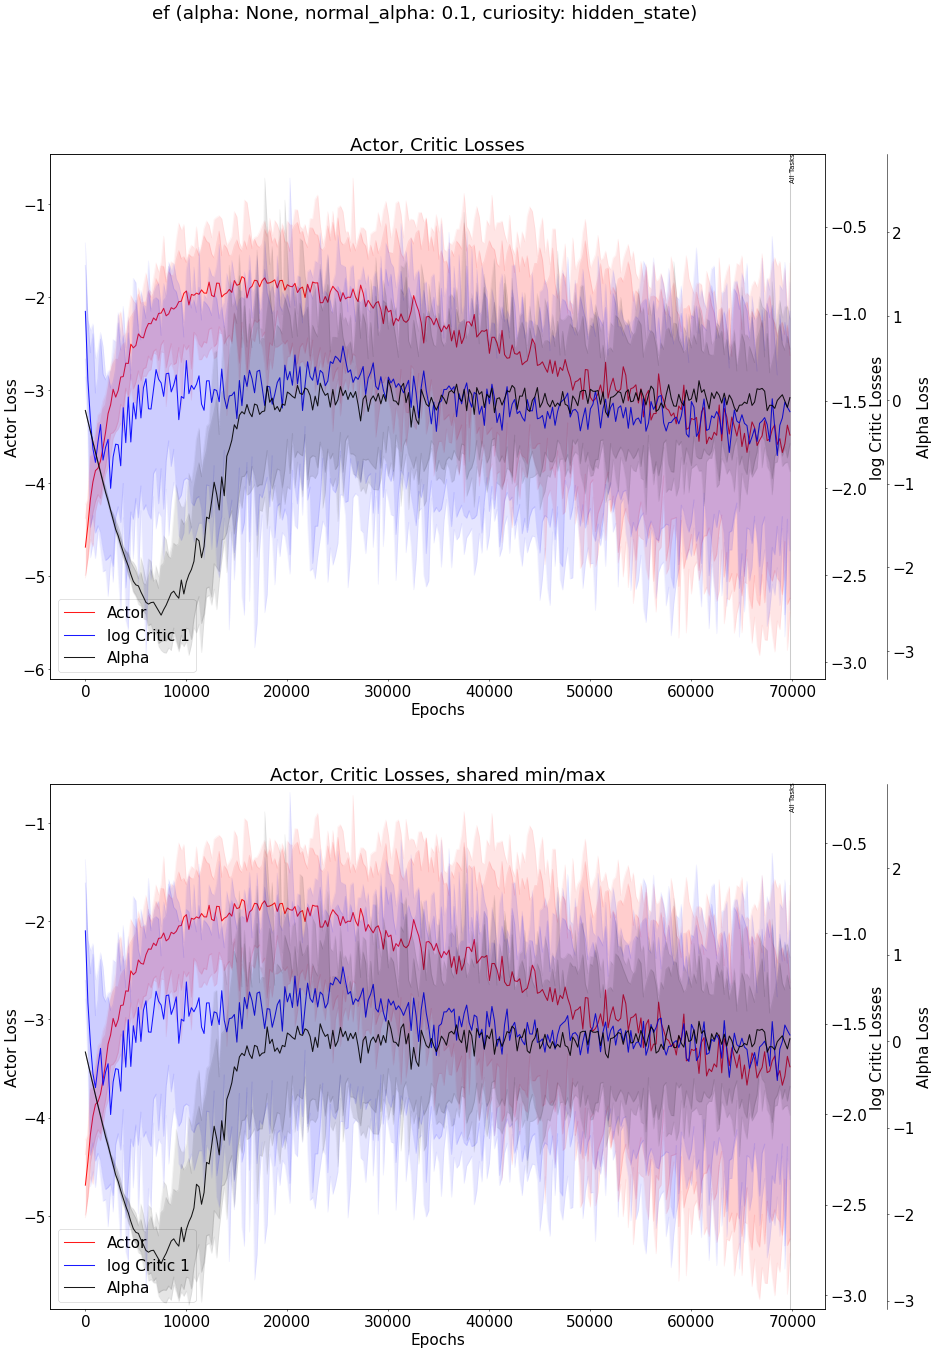 ef (alpha: None, normal_alpha: 0.1, curiosity: hidden_state)
Actor, Critic Losses
All Tasks
−1
−2
−3
−4
−5
−6
Actor Loss
−0.5
−1.0
−1.5
−2.0
−2.5
−3.0
log Critic Losses
2
1
0
−1
−2
−3
Alpha Loss
Actor
log Critic 1
Alpha
0 10000 20000 30000 40000 50000 60000 70000
Epochs
Actor, Critic Losses, shared min/max
All Tasks
−1
−2
−3
−4
−5
Actor Loss
−0.5
−1.0
−1.5
−2.0
−2.5
−3.0
log Critic Losses
2
1
0
−1
−2
−3
Alpha Loss
Actor
log Critic 1
Alpha
0 10000 20000 30000 40000 50000 60000 70000
Epochs